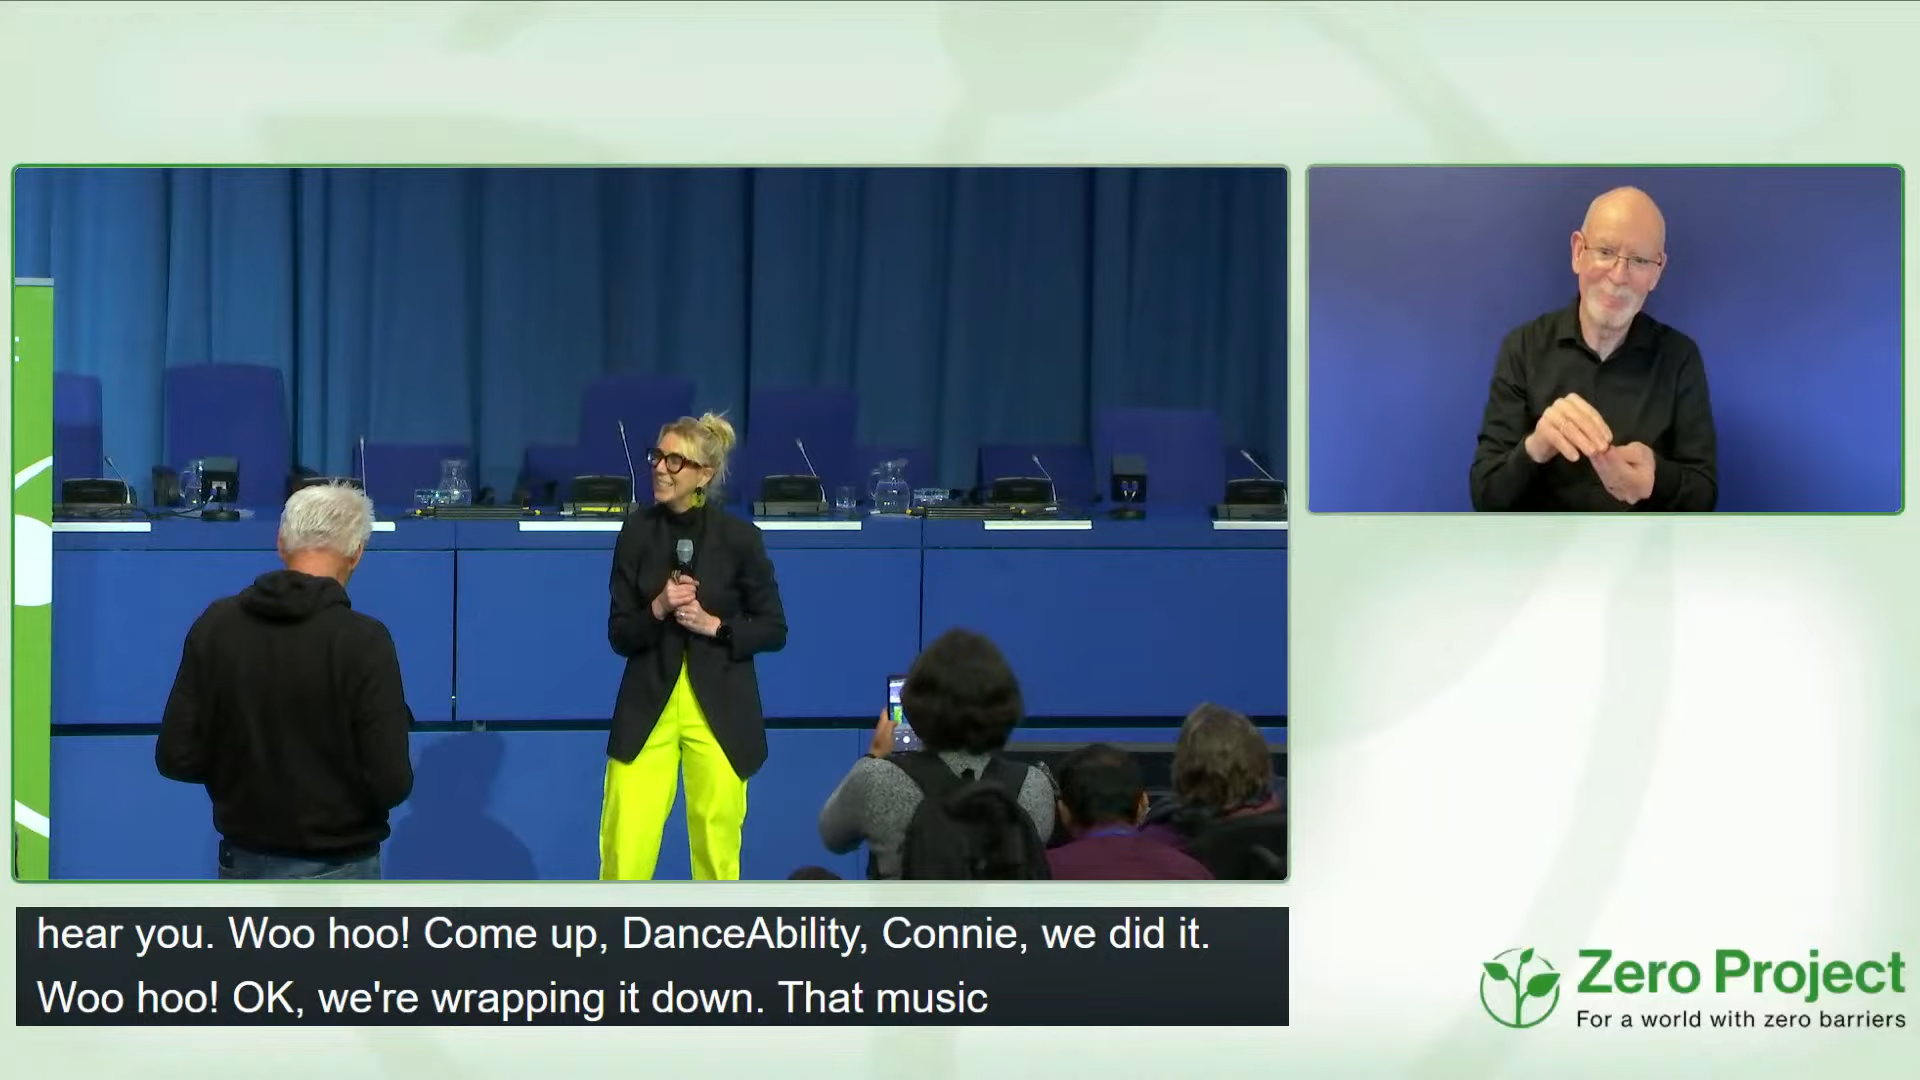 hear you. Woo hoo! Come up, DanceAbility, Connie, we did it.
Woo hoo! OK, we're wrapping it down. That music
Zero Project
For a world with zero barriers